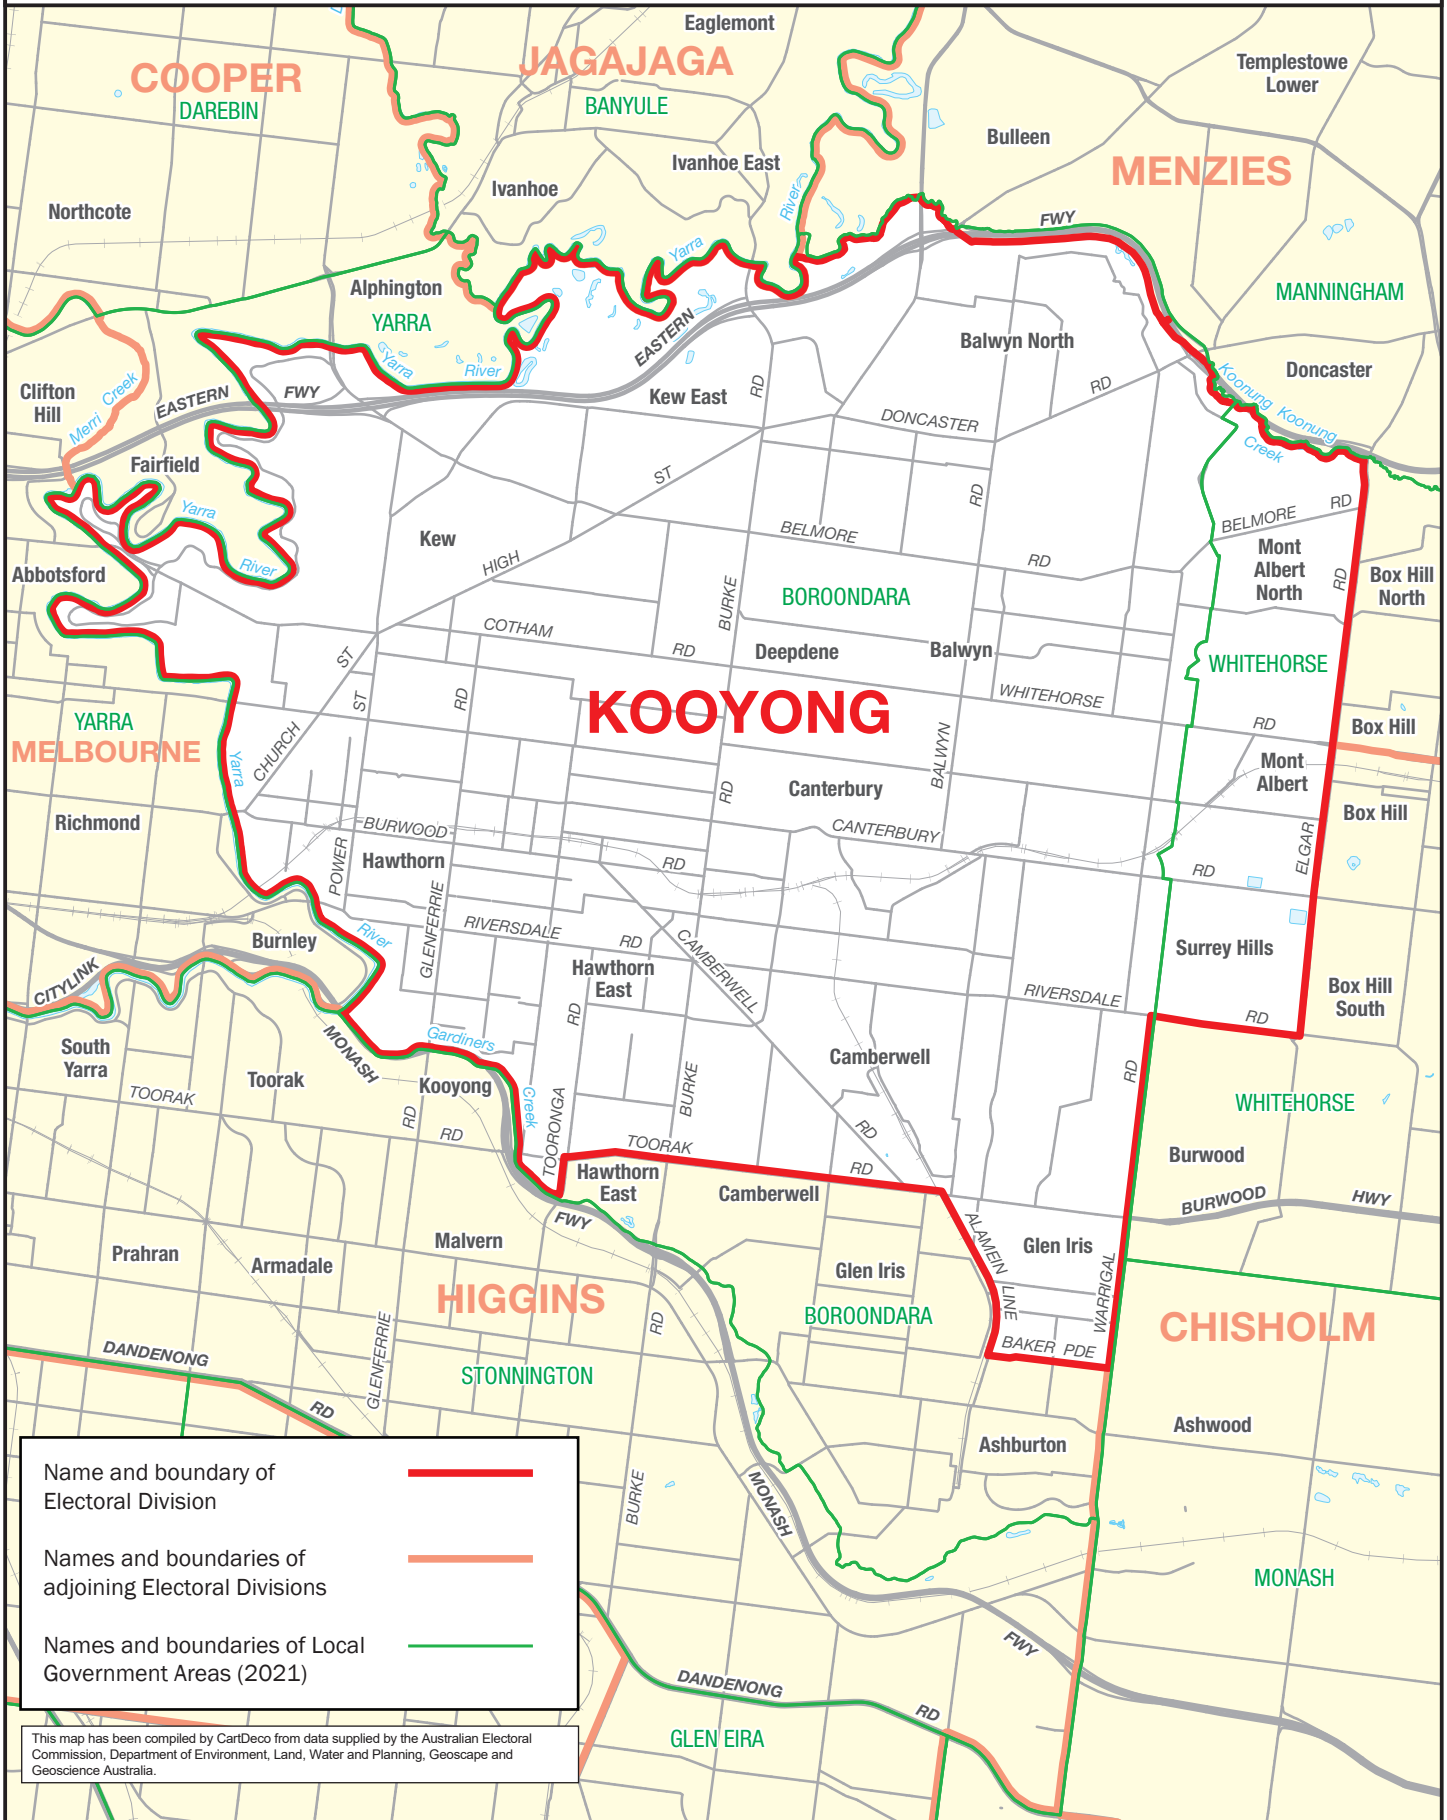 Eaglemont
COOPER
JAGAJAGA
DAREBIN
BANYULE
Templestowe
Lower
Bulleen
Ivanhoe East
MENZIES
Ivanhoe
River
Northcote
FWY
Yarra
Alphington
YARRA
MANNINGHAM
EASTERN
Balwyn North
Yarra
River
Clifton
Hill
Merri Creek
EASTERN
FWY
Kew East
RD
RD
Koonung Koonung
Creek
Doncaster
DONCASTER
Fairfield
Yarra
River
ST
RD
BELMORE
RD
Kew
HIGH
BELMORE
RD
Mont
Albert
North
RD
Box Hill
North
Abbotsford
BURKE
BOROONDARA
COTHAM
RD
Deepdene
Balwyn
WHITEHORSE
ST
ST
RD
KOOYONG
WHITEHORSE
RD
YARRA
MELBOURNE
Box Hill
Yarra
CHURCH
BALWYN
RD
Canterbury
Mont
Albert
Richmond
BURWOOD
RD
CANTERBURY
RD
ELGAR
Box Hill
POWER
Hawthorn
GLENFERRIE
RIVERSDALE
RD
CAMBERWELL
River
Burnley
Surrey Hills
CITYLINK
Hawthorn
East
RD
RIVERSDALE
RD
Box Hill
South
MONASH
Gardiners
Creek
South
Yarra
Toorak
Kooyong
Camberwell
RD
TOORAK
RD
RD
TOORONGA
BURKE
RD
WHITEHORSE
TOORAK
RD
Hawthorn
East
Camberwell
Burwood
BURWOOD
HWY
FWY
Malvern
ALAMEIN
LINE
Glen Iris
WARRIGAL
Prahran
Armadale
Glen Iris
HIGGINS
RD
BOROONDARA
CHISHOLM
BAKER PDE
DANDENONG
RD
GLENFERRIE
STONNINGTON
Ashburton
Ashwood
BURKE
MONASH
FWY
MONASH
Name and boundary of
Electoral Division
Names and boundaries of
adjoining Electoral Divisions
Names and boundaries of Local
Government Areas (2021)
DANDENONG
RD
GLEN EIRA
This map has been compiled by CartDeco from data supplied by the Australian Electoral
Commission, Department of Environment, Land, Water and Planning, Geoscape and
Geoscience Australia.